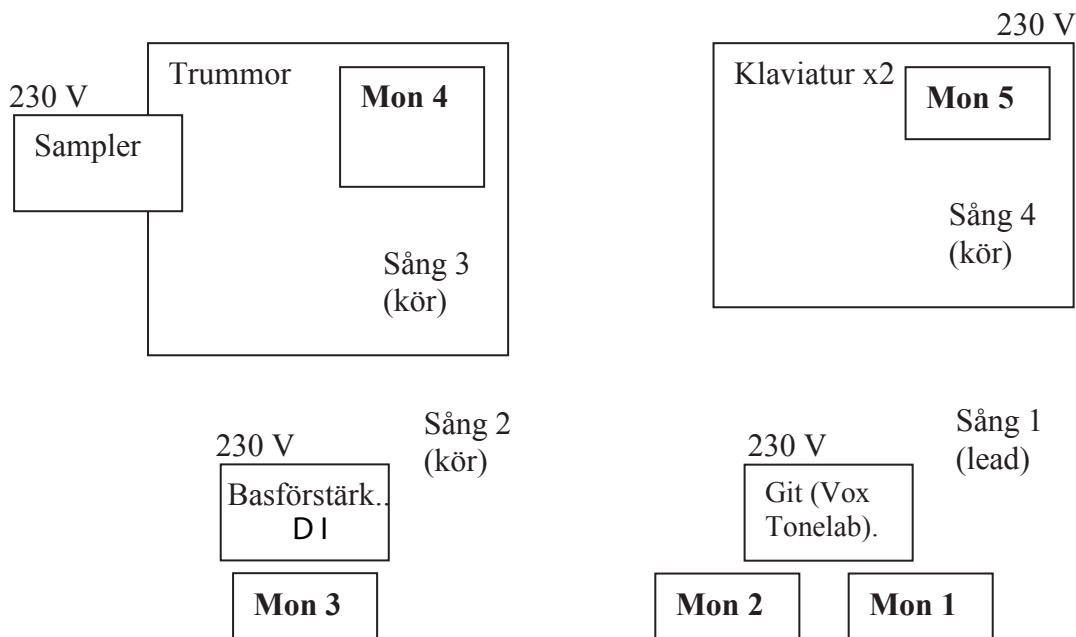 230 V
Trummor
Mon 4
Klaviatur x2
Mon 5
230 V
Sampler
Sång 3
(kör)
Sång 4
(kör)
Sång 2
(kör)
Sång 1
(lead)
230 V
Basförstärk..
DI
230 V
Git (Vox
Tonelab).
Mon 3
Mon 2
Mon 1